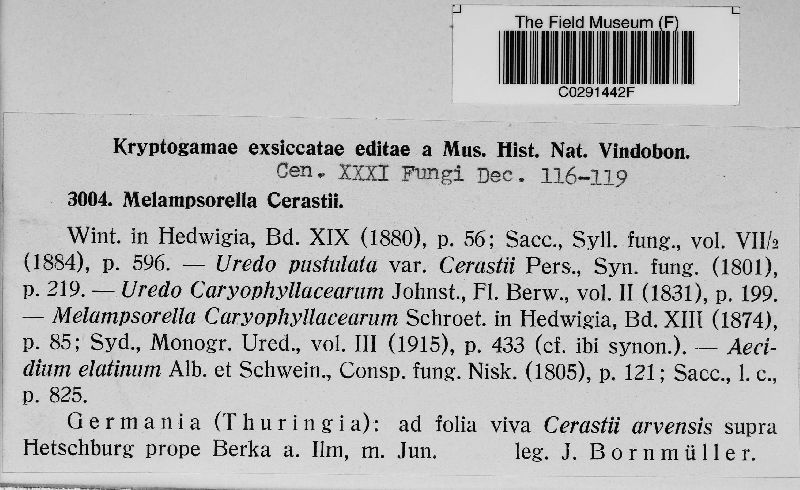 The Field Museum (F)
C0291442F
Kryptogamae exsiccatae editae a Mus. Hist. Nat. Vindobon.
Cen. XXXI Fungi Dec. 116-119
3004. Melampsorella Cerastii.
Wint. in Hedwigia, Bd. XIX (1880), p. 56; Sacc., Syll. fung., vol. VII/2
(1884), p. 596. — Uredo pustulata var. Cerastii Pers., Syn. fung. (1801),
p. 219. — Uredo Caryophyllacearum Johnst., Fl. Berw., vol. II (1831), p. 199.
— Melampsorella Caryophyllacearum Schroet. in Hedwigia, Bd. XIII (1874),
p. 85; Syd., Monogr. Ured., vol. III (1915), p. 433 (cf. ibi synon.). — Aeci-
dium elatinum Alb. et Schwein., Consp. fung. Nisk. (1805), p. 121; Sacc., l. c.,
p. 825.
Germania (Thuringia): ad folia viva Cerastii arvensis supra
Hetschburg prope Berka a. Ilm, m. Jun. leg. J. Bornmüller.